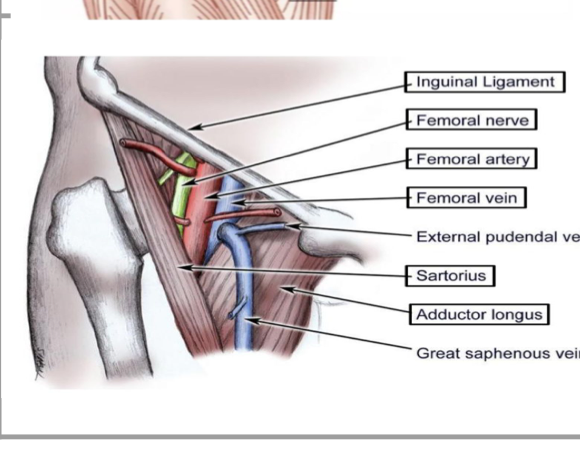 Inguinal Ligament
Femoral nerve
Femoral artery
Femoral vein
External pudendal ve
Sartorius
Adductor longus
Great saphenous vei